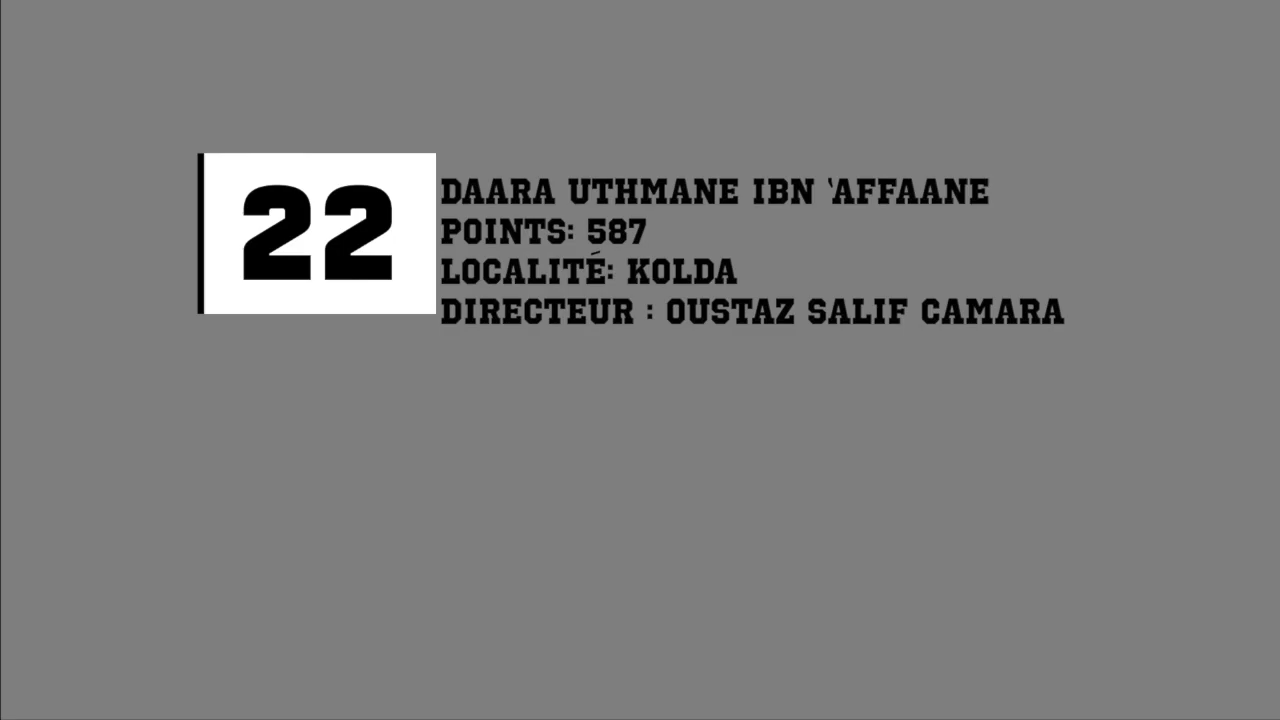 22
DAARA UTHMANE IBN 'AFFAANE
POINTS: 587
LOCALITÉ: KOLDA
DIRECTEUR : OUSTAZ SALIF CAMARA